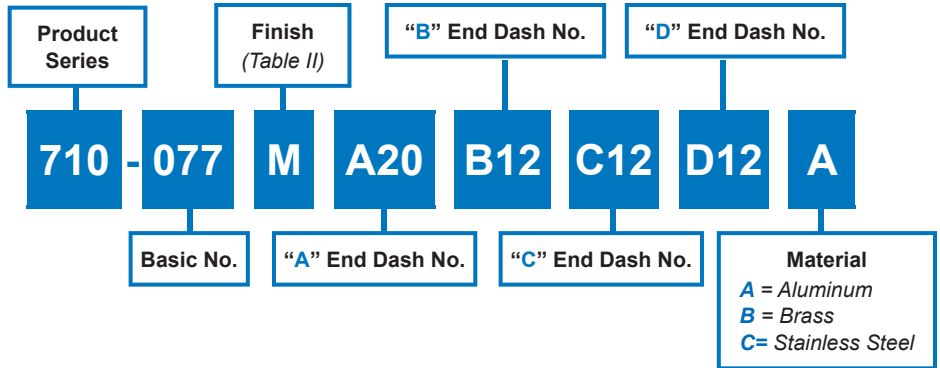 Product
Series
Finish
(Table II)
“B” End Dash No.
“D” End Dash No.
710 - 077 M A20 B12 C12 D12 A
Basic No.
“A” End Dash No.
“C” End Dash No.
Material
A = Aluminum
B = Brass
C= Stainless Steel